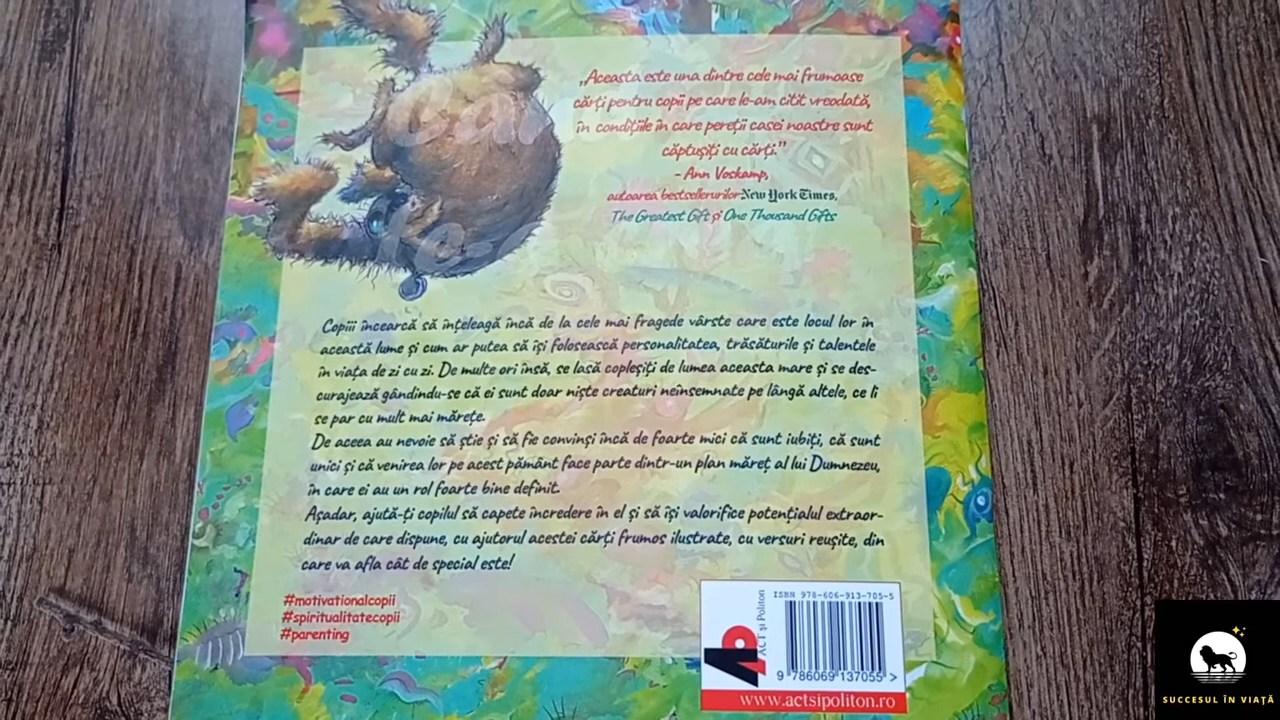 „Aceasta este una dintre cele mai frumoase
cărți pentru copii pe care le-am citit vreodată,
în condițiile în care pereții casei noastre sunt
căptușiți cu cărți.”
- Ann Voskamp,
autoarea bestsellerurilor New York Times,
The Greatest Gift și One Thousand Gifts
Copiii încearcă să înțeleagă încă de la cele mai fragede vârste care este locul lor în
această lume și cum ar putea să își folosească personalitatea, trăsăturile și talentele
în viața de zi cu zi. De multe ori însă, se lasă copleșiți de lumea aceasta mare și se des-
curajează gândindu-se că ei sunt doar niște creaturi neînsemnate pe lângă altele, ce li
se par cu mult mai mărețe.
De aceea au nevoie să știe și să fie convinși încă de foarte mici că sunt iubiți, că sunt
unici și că venirea lor pe acest pământ face parte dintr-un plan măreț al lui Dumnezeu,
în care ei au un rol foarte bine definit.
Așadar, ajută-ți copilul să capete încredere în el și să își valorifice potențialul extraor-
dinar de care dispune, cu ajutorul acestei cărți frumos ilustrate, cu versuri reușite, din
care va afla cât de special este!
#motivationalcopii
#spiritualitatecopii
#parenting
ISBN 978-606-913-705-5
ACT și Politon
9 786069 137055 >
www.actsipoliton.ro
SUCCESUL ÎN VIAȚĂ